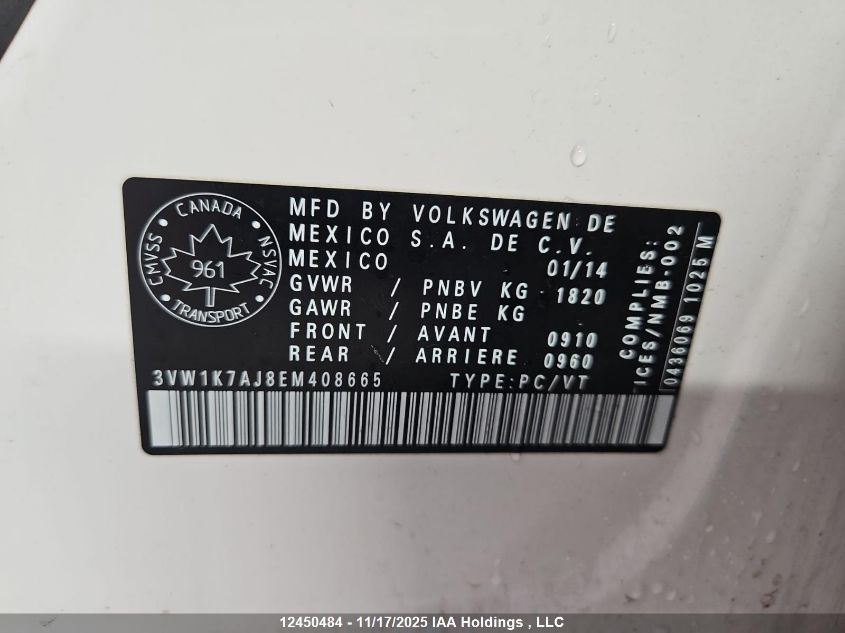 CANADA
CMVSS
NSVAC
961
TRANSPORT
MFD BY VOLKSWAGEN DE
MEXICO S.A. DE C.V.
MEXICO 01/14
GVWR / PNBV KG 1820
GAWR / PNBE KG
FRONT / AVANT 0910
REAR / ARRIERE 0960
3VW1K7AJ8EM408665 TYPE:PC/VT
COMPLIES:
ICES/NMB-002
0436069 1025 M
12450484 - 11/17/2025 IAA Holdings , LLC